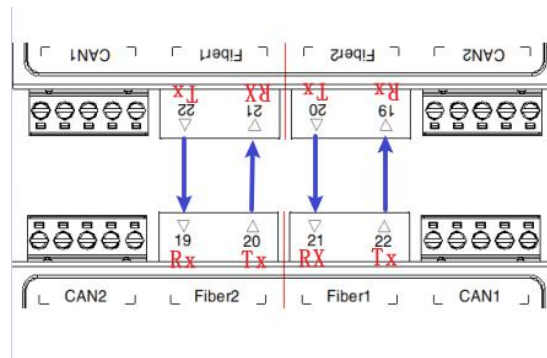 CAN1 Fiber1 Fiber2 CAN2
Tx RX Tx Rx
22 21 20 19
19 20 21 22
Rx Tx RX Tx
CAN2 Fiber2 Fiber1 CAN1